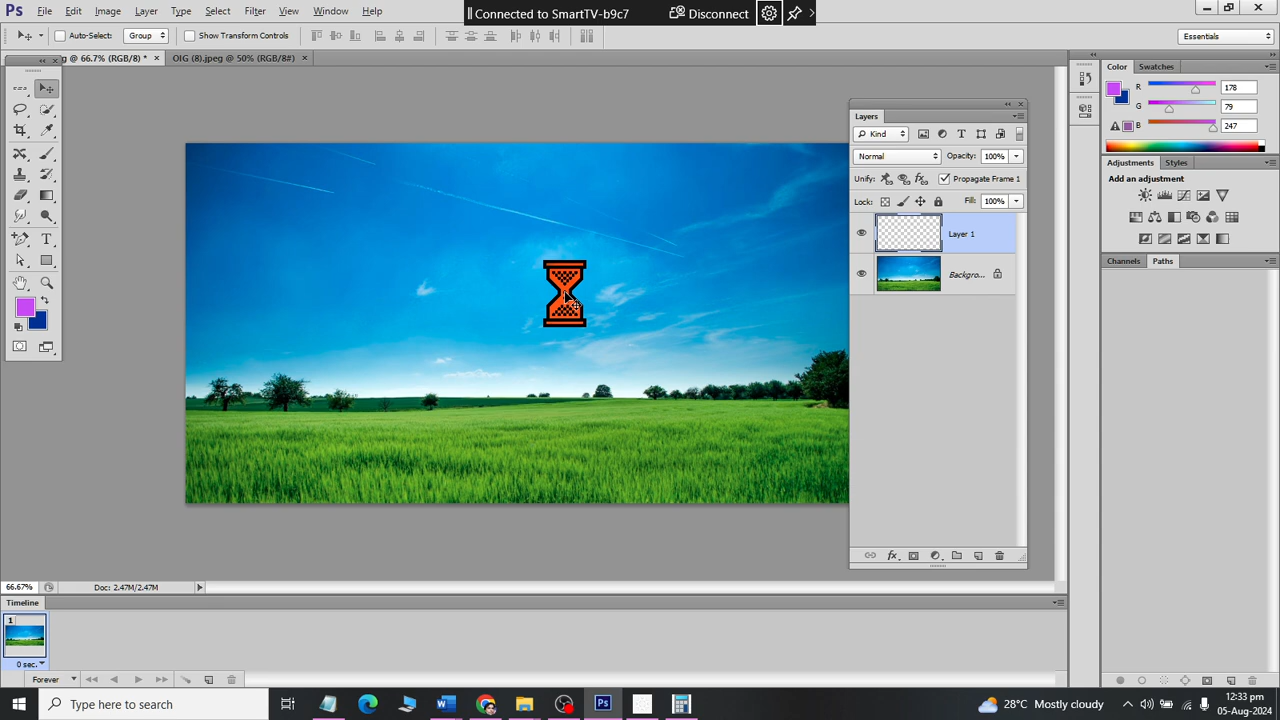 Ps File Edit Image Layer Type Select Filter View Window Help
Connected to SmartTV-b9c7 Disconnect
Auto-Select: Group Show Transform Controls Essentials
g @ 66.7% (RGB/8) * × OIG (8).jpeg @ 50% (RGB/8#) ×
Color Swatches
R 178
G 79
B 247
Layers
Kind
Normal Opacity: 100%
Unify: Propagate Frame 1
Lock: Fill: 100%
Layer 1
Backgro...
Adjustments Styles
Add an adjustment
Channels Paths
66.67% Doc: 2.47M/2.47M
Timeline
1
0 sec.
Forever
Type here to search
28°C Mostly cloudy
12:33 pm
05-Aug-2024